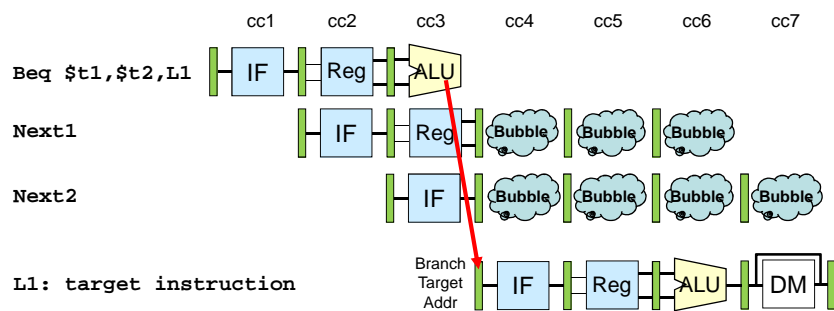 cc1 cc2 cc3 cc4 cc5 cc6 cc7
Beq $t1,$t2,L1 IF Reg ALU
Next1 IF Reg Bubble Bubble Bubble
Next2 IF Bubble Bubble Bubble Bubble
Branch
Target
Addr
L1: target instruction IF Reg ALU DM